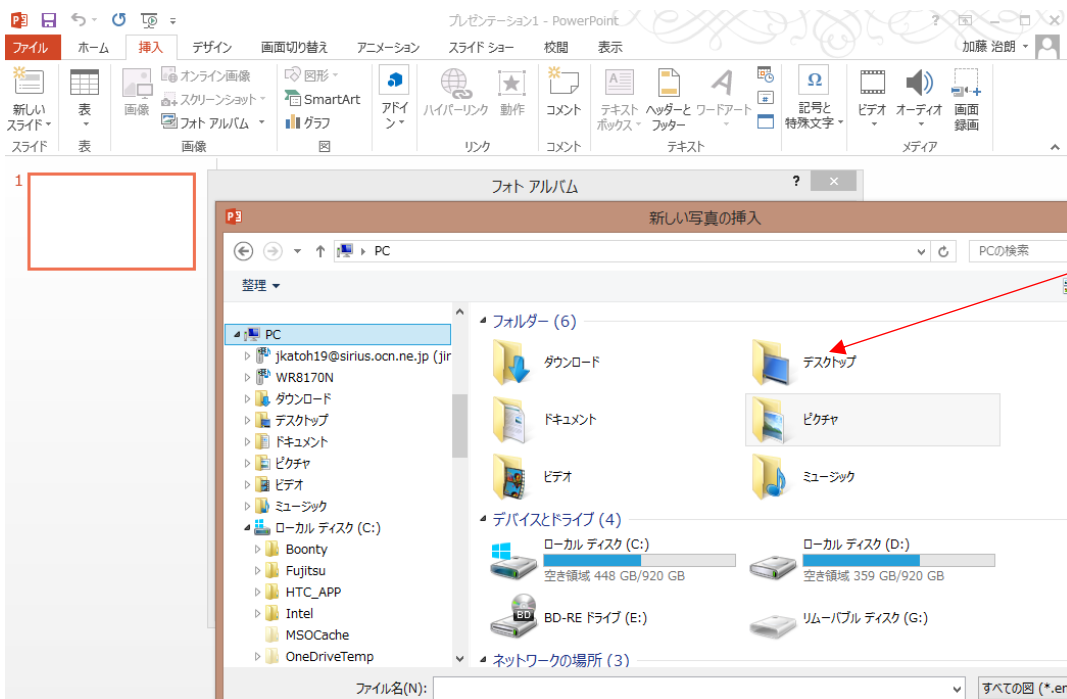 プレゼンテーション1 - PowerPoint
ファイル ホーム 挿入 デザイン 画面切り替え アニメーション スライド ショー 校閲 表示 加藤 治朗
新しい スライド
表
画像
オンライン画像
スクリーンショット
フォト アルバム
図形
SmartArt
グラフ
アドイン
ハイパーリンク
動作
コメント
テキスト ボックス
ヘッダーと フッター
ワードアート
記号と 特殊文字
ビデオ
オーディオ
画面 録画
スライド 表 画像 図 リンク コメント テキスト メディア
1
フォト アルバム ?
新しい写真の挿入
PC
PCの検索
整理
PC
jkatoh19@sirius.ocn.ne.jp (jir
WR8170N
ダウンロード
デスクトップ
ドキュメント
ピクチャ
ビデオ
ミュージック
ローカル ディスク (C:)
Boonty
Fujitsu
HTC_APP
Intel
MSOCache
OneDriveTemp
フォルダー (6)
ダウンロード
デスクトップ
ドキュメント
ピクチャ
ビデオ
ミュージック
デバイスとドライブ (4)
ローカル ディスク (C:)
空き領域 448 GB/920 GB
ローカル ディスク (D:)
空き領域 359 GB/920 GB
BD-RE ドライブ (E:)
リムーバブル ディスク (G:)
ネットワークの場所 (3)
ファイル名(N):
すべての図 (*.en